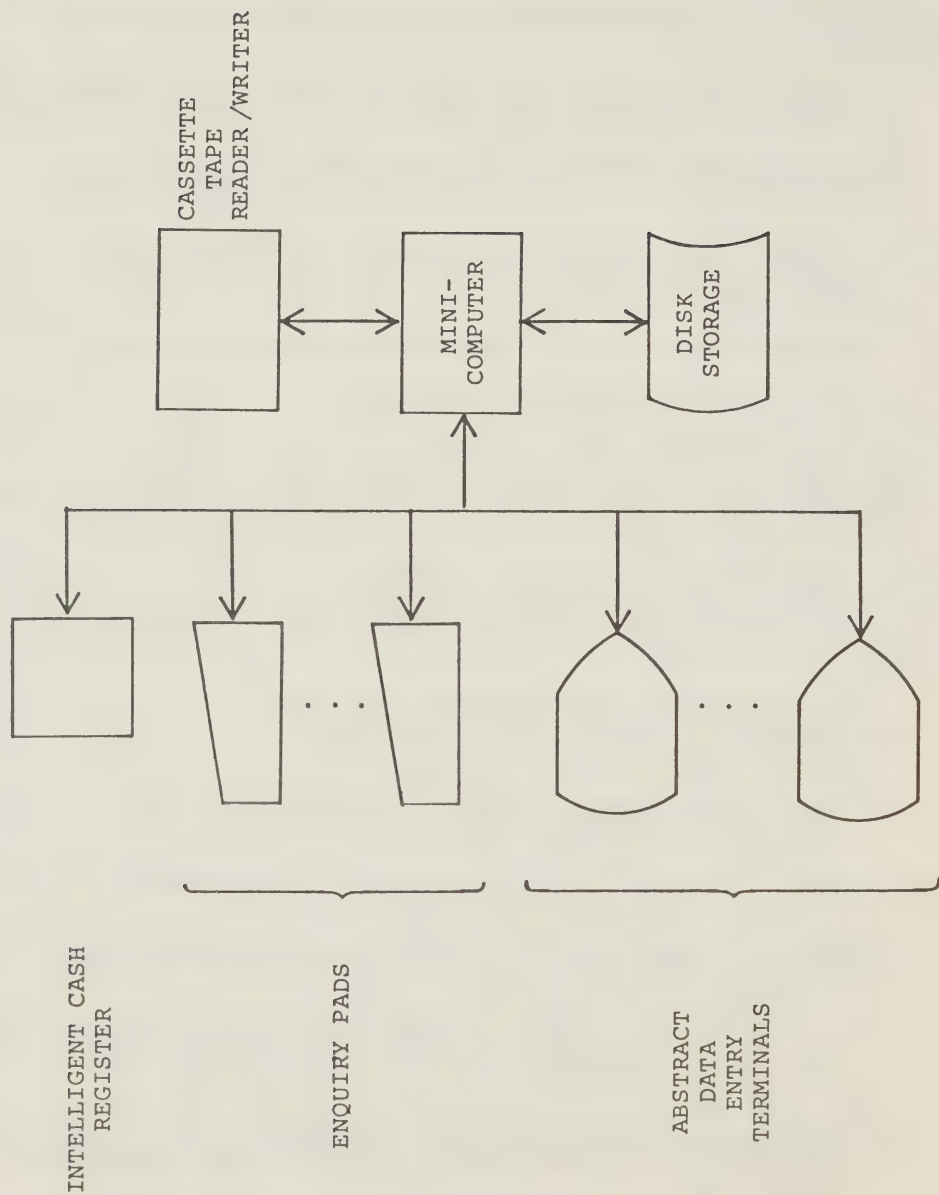 INTELLIGENT CASH
REGISTER
ENQUIRY PADS
ABSTRACT
DATA
ENTRY
TERMINALS
CASSETTE
TAPE
READER/WRITER
MINI-
COMPUTER
DISK
STORAGE